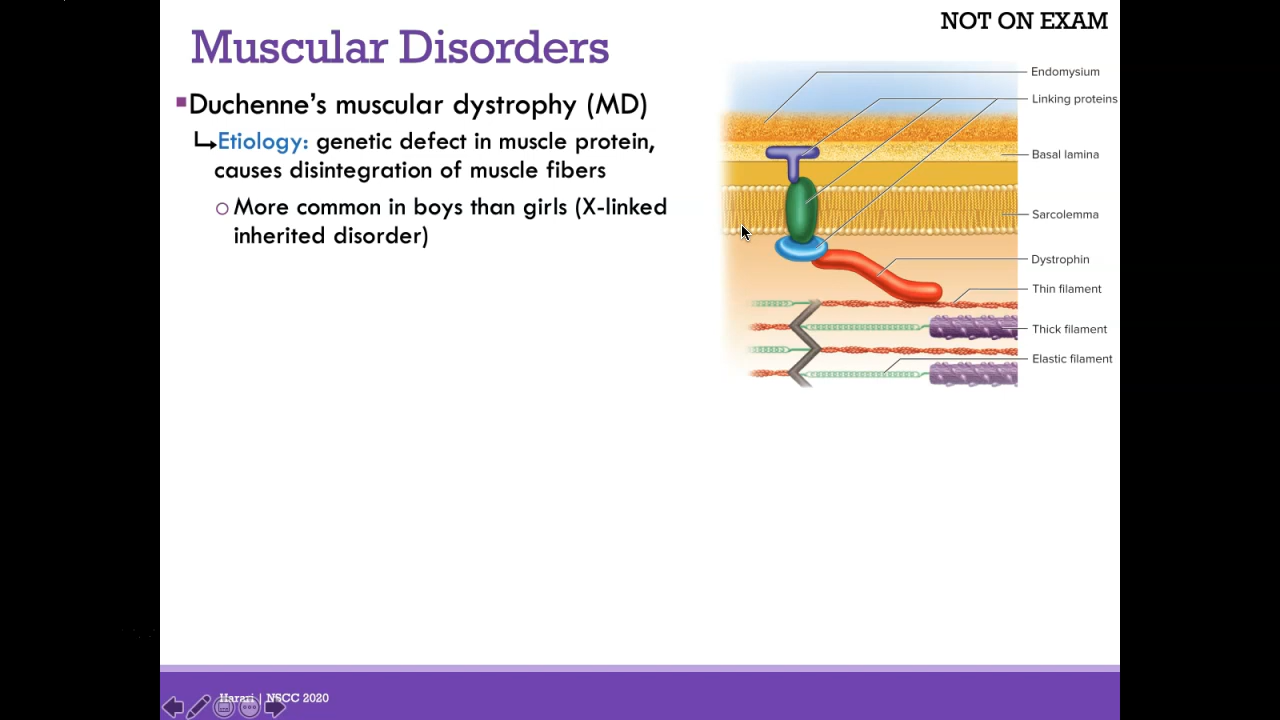 NOT ON EXAM
Muscular Disorders
Duchenne's muscular dystrophy (MD)
Etiology: genetic defect in muscle protein,
causes disintegration of muscle fibers
More common in boys than girls (X-linked
inherited disorder)
Endomysium
Linking proteins
Basal lamina
Sarcolemma
Dystrophin
Thin filament
Thick filament
Elastic filament
Harari | NSCC 2020